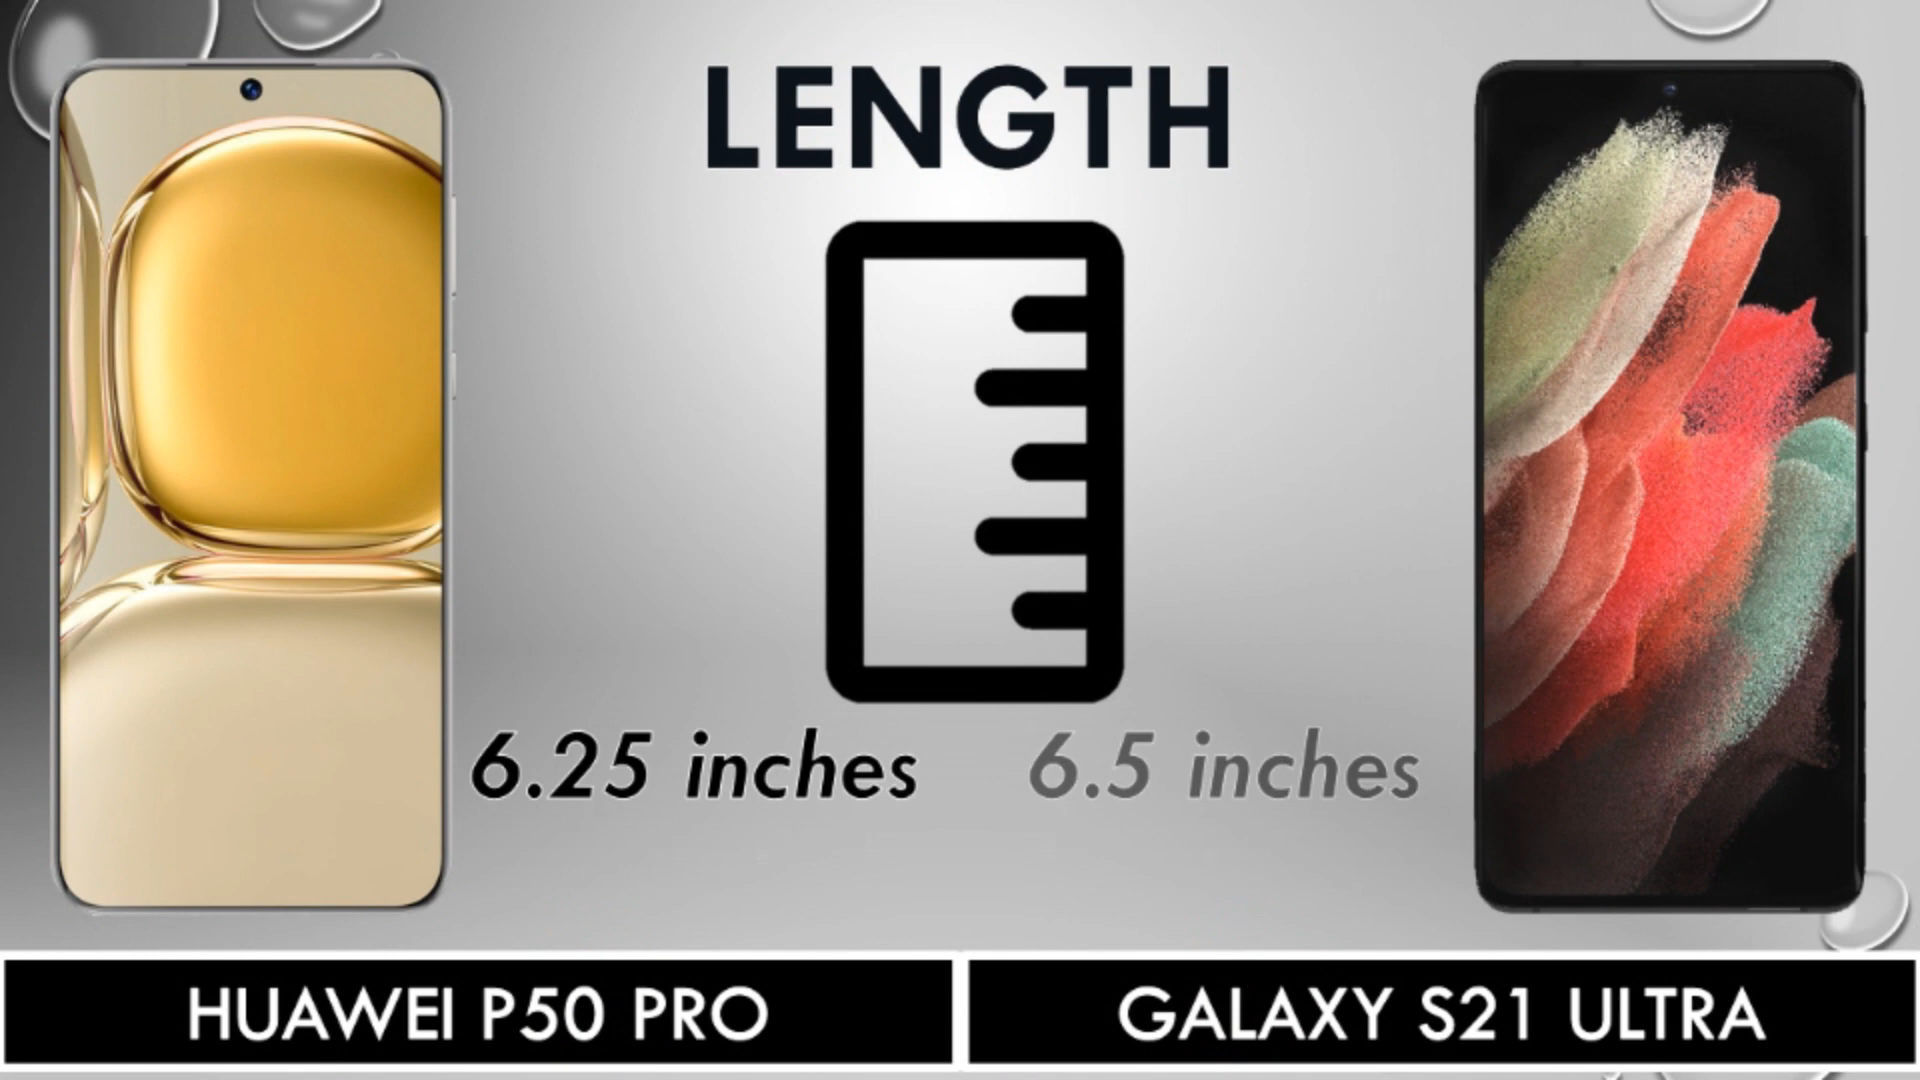 LENGTH
6.25 inches
6.5 inches
HUAWEI P50 PRO
GALAXY S21 ULTRA